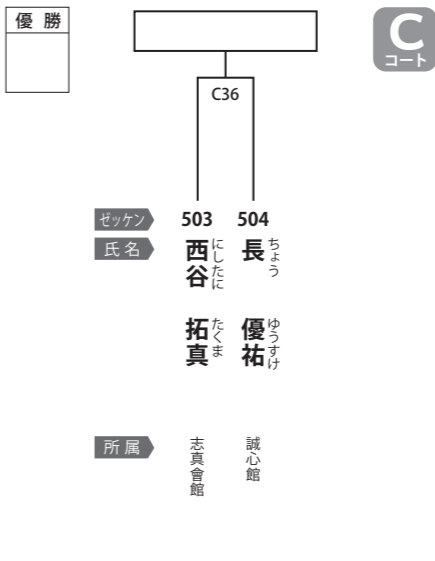 優勝
C
コート
C36
ゼッケン 503 504
氏名
西谷 拓真
にしたに たくま
長 優祐
ちょう ゆうすけ
所属
志真會館
誠心館